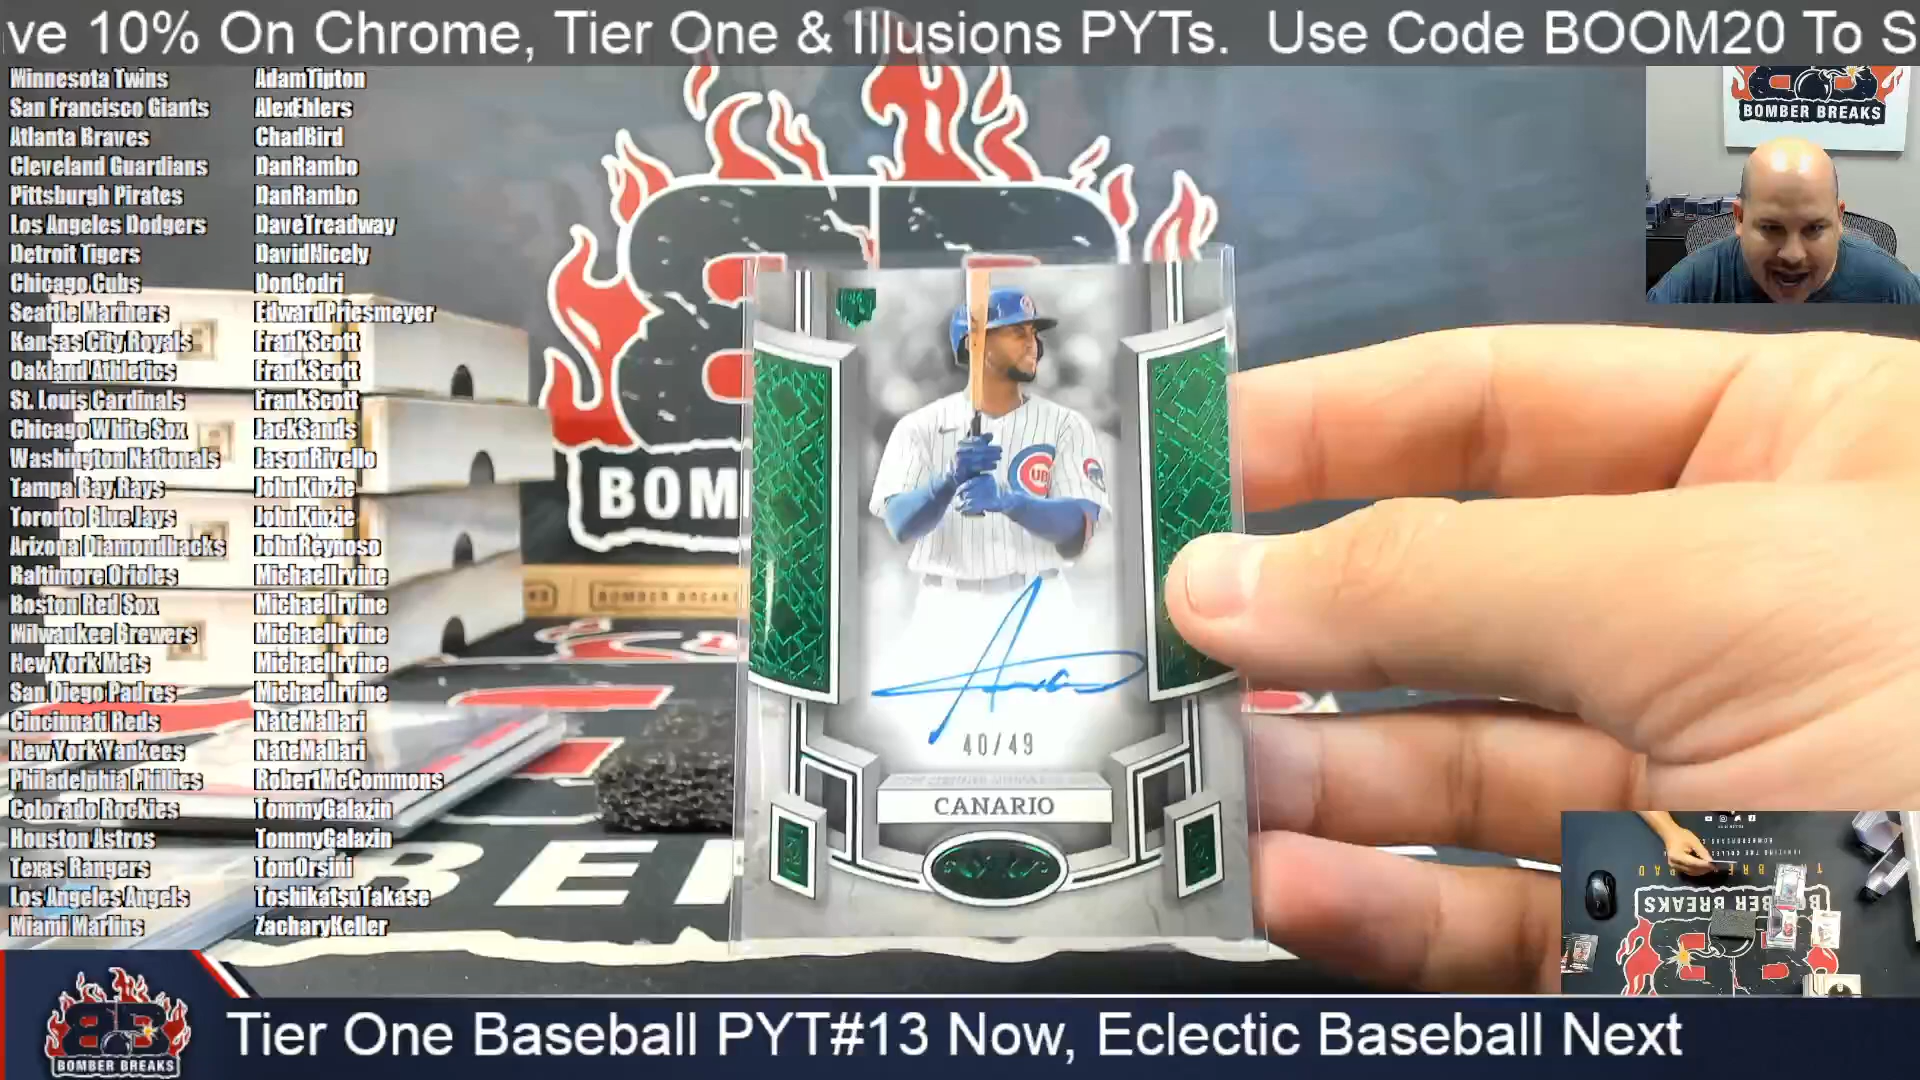 ve 10% On Chrome, Tier One & Illusions PYTs. Use Code BOOM20 To S
Minnesota Twins AdamTipton
San Francisco Giants AlexEhlers
Atlanta Braves ChadBird
Cleveland Guardians DanRambo
Pittsburgh Pirates DanRambo
Los Angeles Dodgers DaveTreadway
Detroit Tigers DavidNicely
Chicago Cubs DonGodri
Seattle Mariners EdwardPriesmeyer
Kansas City Royals FrankScott
Oakland Athletics FrankScott
St. Louis Cardinals FrankScott
Chicago White Sox JackSands
Washington Nationals JasonRivello
Tampa Bay Rays JohnKinzie
Toronto Blue Jays JohnKinzie
Arizona Diamondbacks JohnReynoso
Baltimore Orioles MichaelIrvine
Boston Red Sox MichaelIrvine
Milwaukee Brewers MichaelIrvine
New York Mets MichaelIrvine
San Diego Padres MichaelIrvine
Cincinnati Reds NateMallari
New York Yankees NateMallari
Philadelphia Phillies RobertMcCommons
Colorado Rockies TommyGalazin
Houston Astros TommyGalazin
Texas Rangers TomOrsini
Los Angeles Angels ToshikatsuTakase
Miami Marlins ZacharyKeller
BOMBER BREAKS
BOM
BOMBER BREAKS
40/49
CANARIO
BER
BOMBER BREAKS
BOMBER BREAKS
Tier One Baseball PYT#13 Now, Eclectic Baseball Next